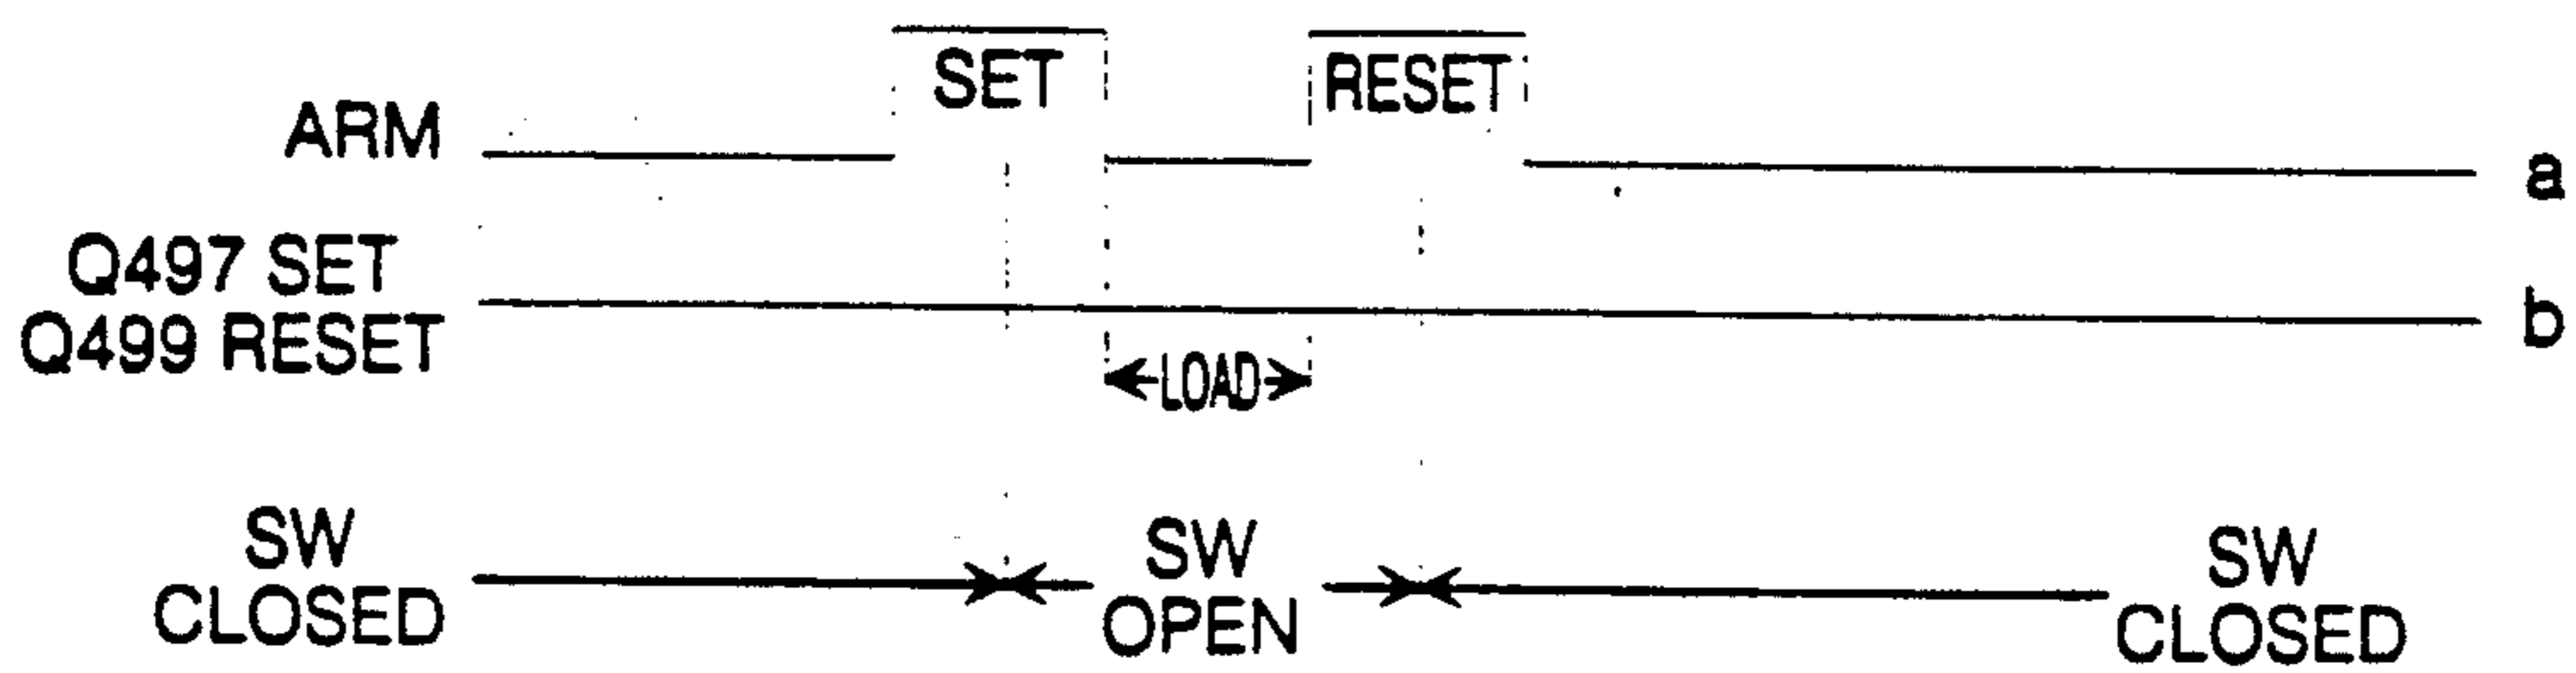 SET
RESET
ARM
a
Q497 SET
Q499 RESET
b
LOAD
SW
CLOSED
SW
OPEN
SW
CLOSED